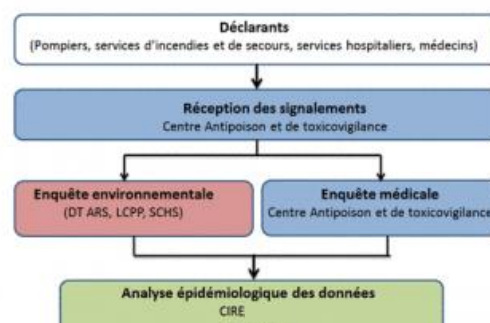 Déclarants
(Pompiers, services d'incendies et de secours, services hospitaliers, médecins)
Réception des signalements
Centre Antipoison et de toxicovigilance
Enquête environnementale
(DT ARS, LCPP, SCHS)
Enquête médicale
Centre Antipoison et de toxicovigilance
Analyse épidémiologique des données
CIRE